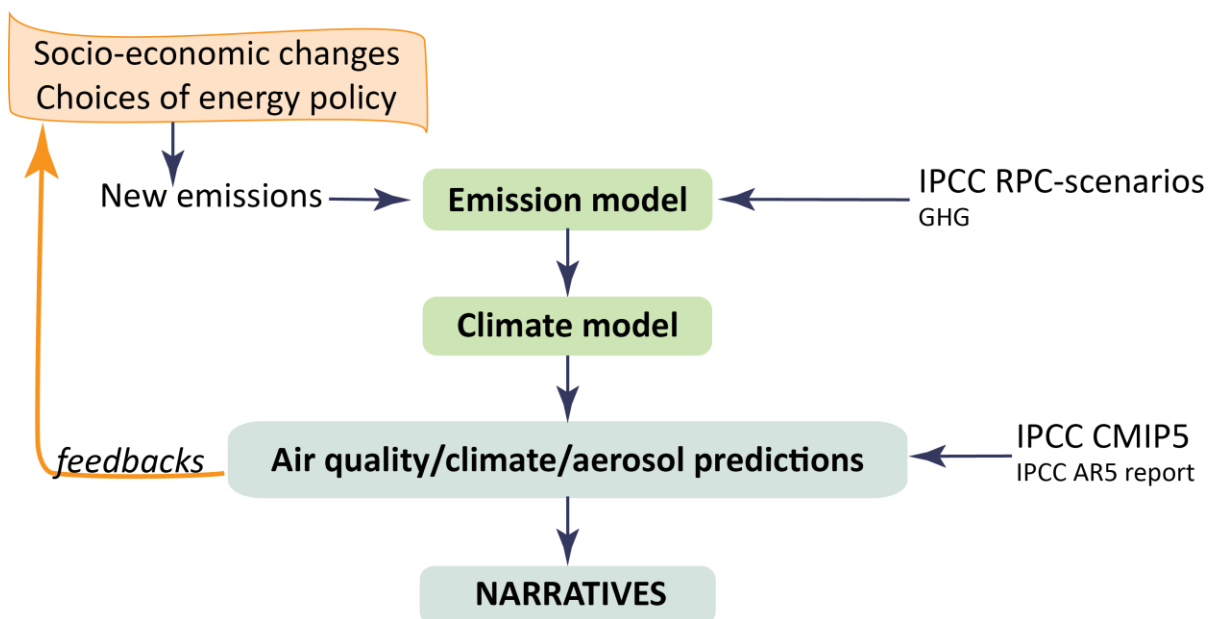 Socio-economic changes
Choices of energy policy
New emissions
Emission model
IPCC RPC-scenarios
GHG
Climate model
feedbacks
Air quality/climate/aerosol predictions
IPCC CMIP5
IPCC AR5 report
NARRATIVES